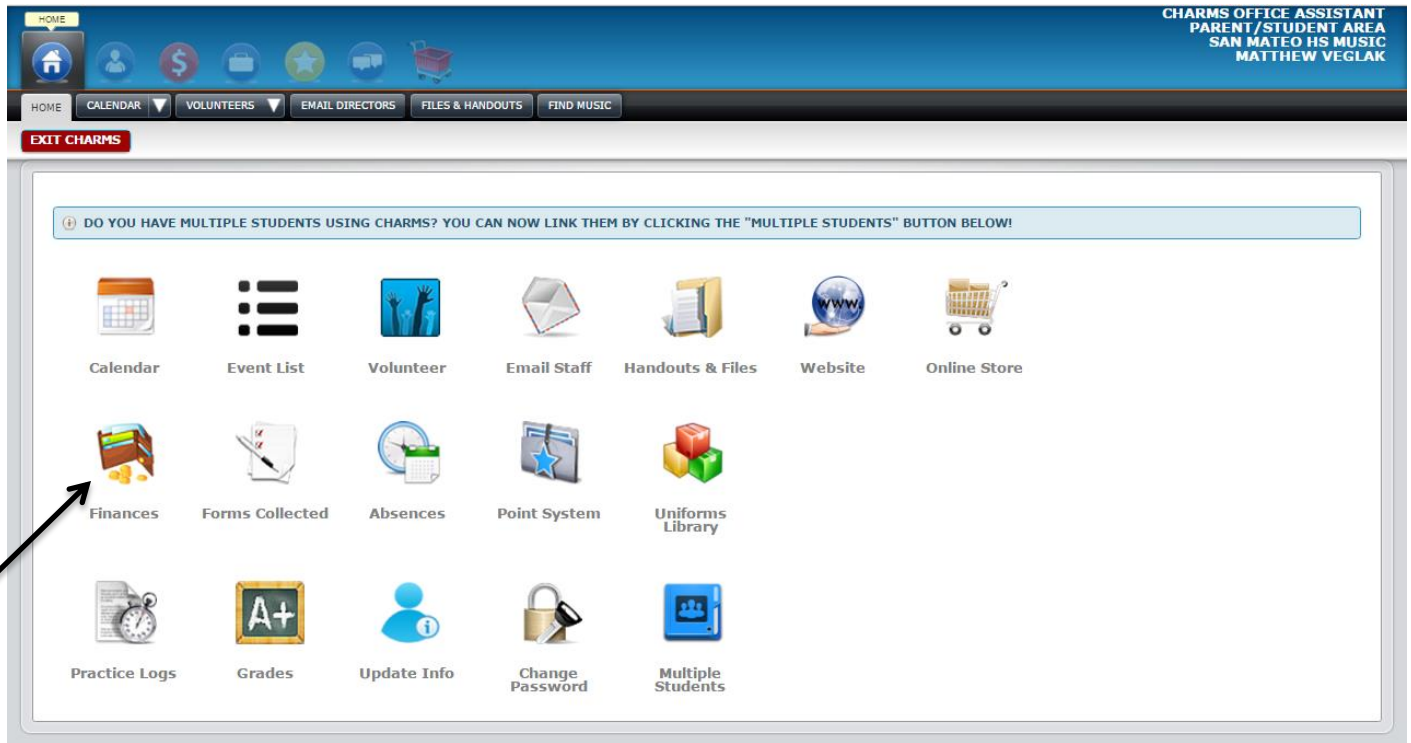 HOME
CHARMS OFFICE ASSISTANT
PARENT/STUDENT AREA
SAN MATEO HS MUSIC
MATTHEW VEGLAK
HOME CALENDAR VOLUNTEERS EMAIL DIRECTORS FILES & HANDOUTS FIND MUSIC
EXIT CHARMS
DO YOU HAVE MULTIPLE STUDENTS USING CHARMS? YOU CAN NOW LINK THEM BY CLICKING THE "MULTIPLE STUDENTS" BUTTON BELOW!
www.
Calendar Event List Volunteer Email Staff Handouts & Files Website Online Store
Finances Forms Collected Absences Point System Uniforms
Library
A+
Practice Logs Grades Update Info Change Multiple
Password Students